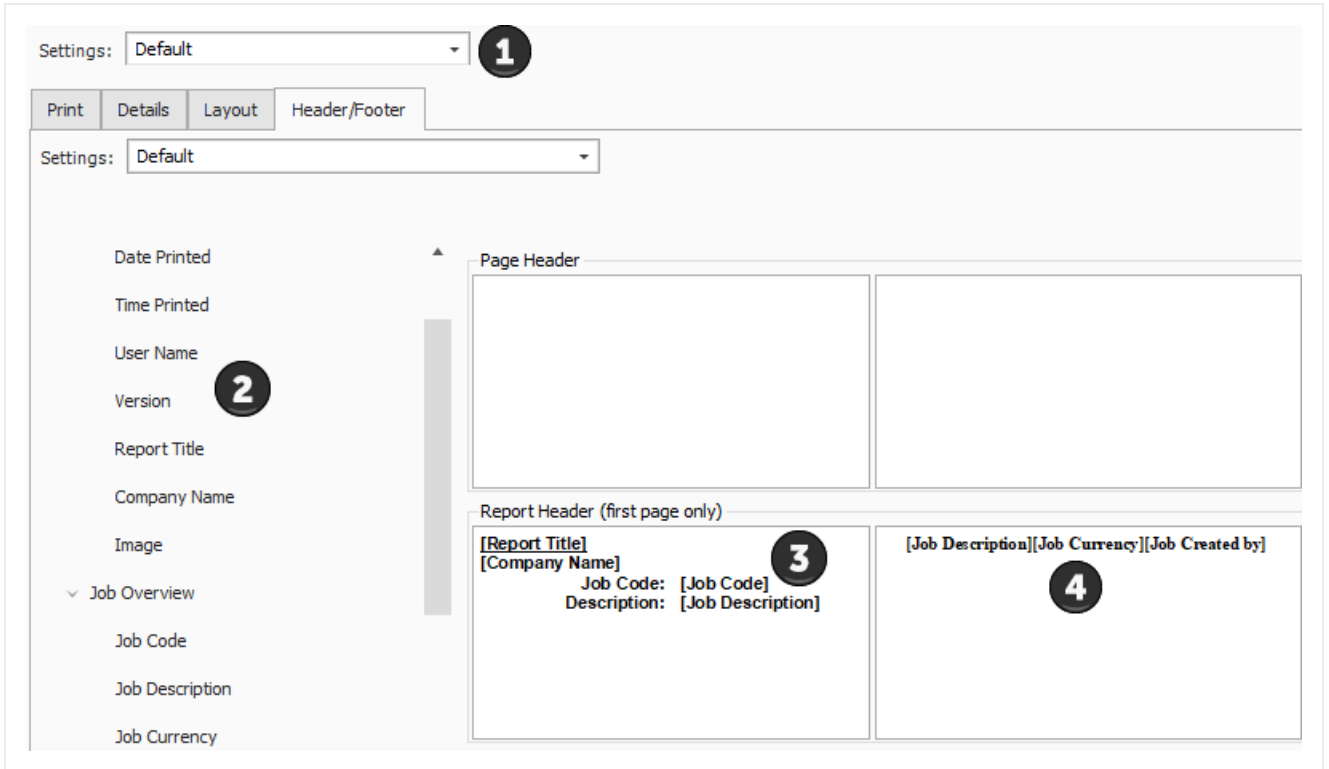 Settings: Default 1
Print Details Layout Header/Footer
Settings: Default
Date Printed
Time Printed
User Name
2
Version
Report Title
Company Name
Image
Job Overview
Job Code
Job Description
Job Currency
Page Header
Report Header (first page only)
[Report Title]
[Company Name]
3
Job Code: [Job Code]
Description: [Job Description]
[Job Description][Job Currency][Job Created by]
4